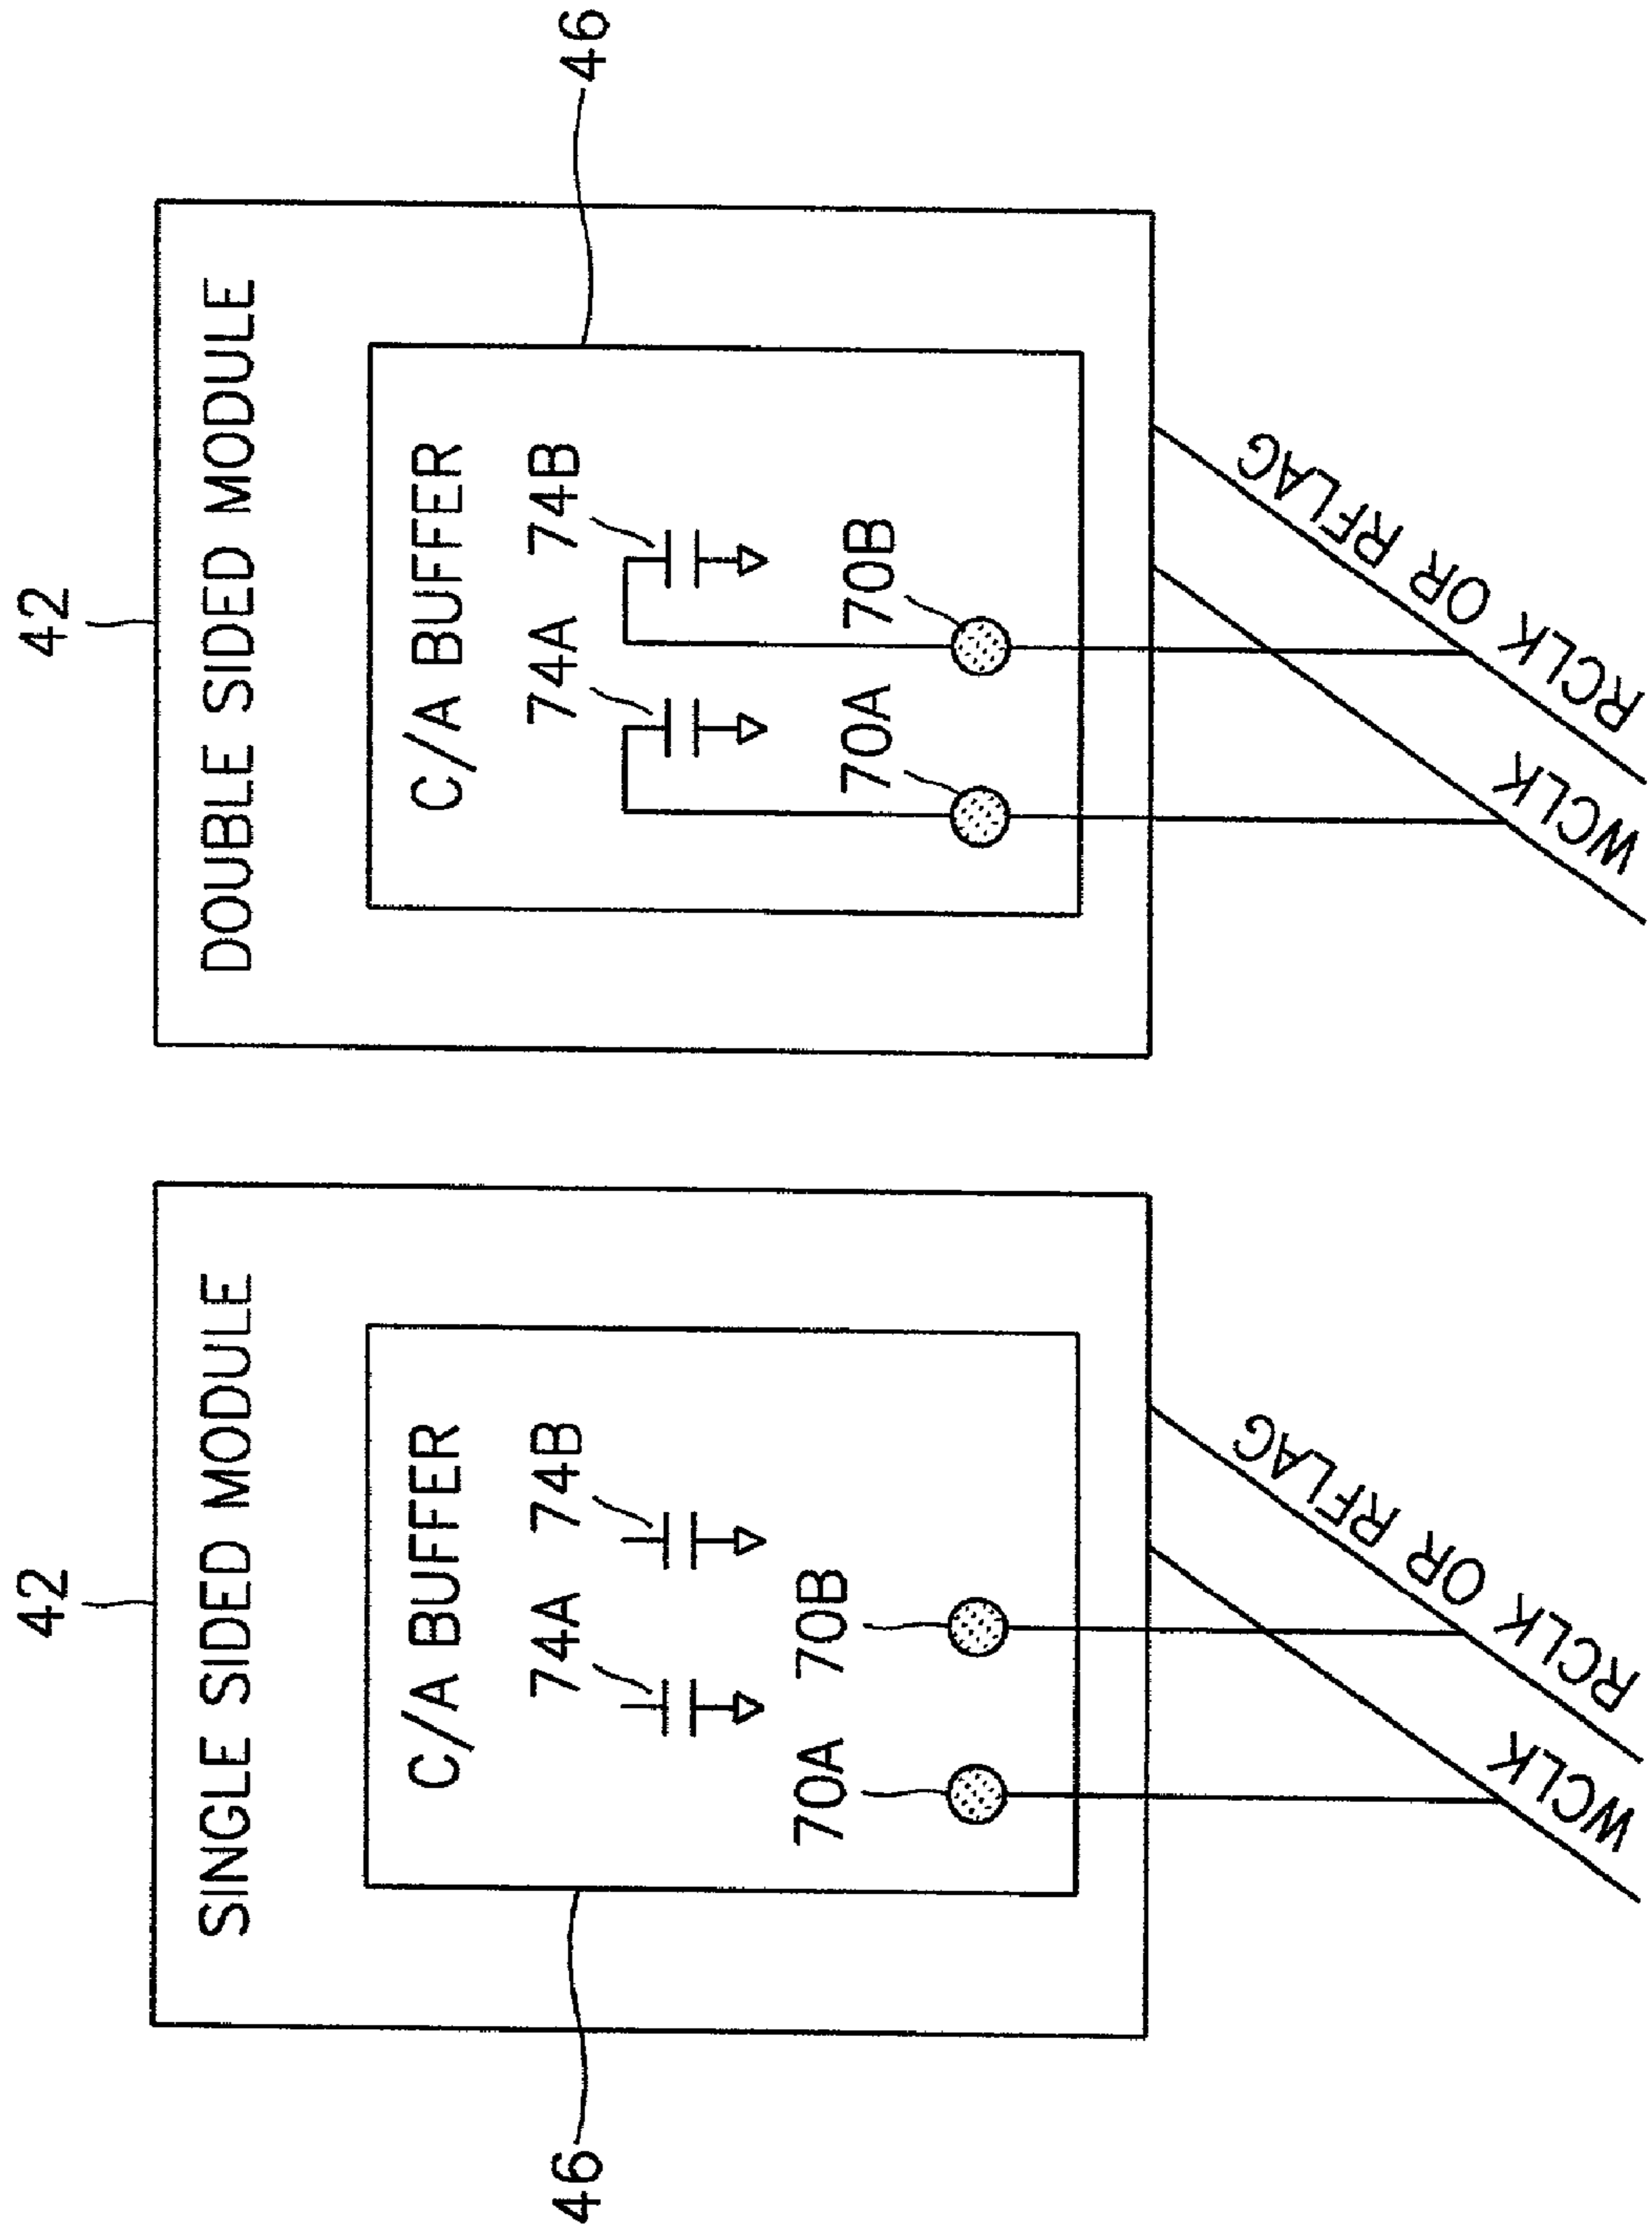 42
SINGLE SIDED MODULE
C/A BUFFER
74A 74B
70A 70B
46
WCLK
RCLK OR RFLAG
42
DOUBLE SIDED MODULE
46
C/A BUFFER
74A 74B
70A 70B
WCLK
RCLK OR RFLAG